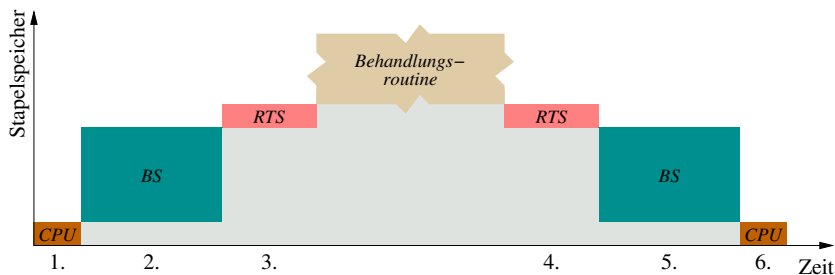 Stapelspeicher
Behandlungs−
routine
RTS
RTS
BS
BS
CPU
CPU
1.
2.
3.
4.
5.
6.
Zeit